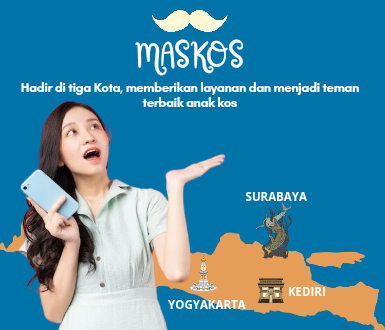 MASKOS
Hadir di tiga Kota, memberikan layanan dan menjadi teman
terbaik anak kos
SURABAYA
KEDIRI
YOGYAKARTA